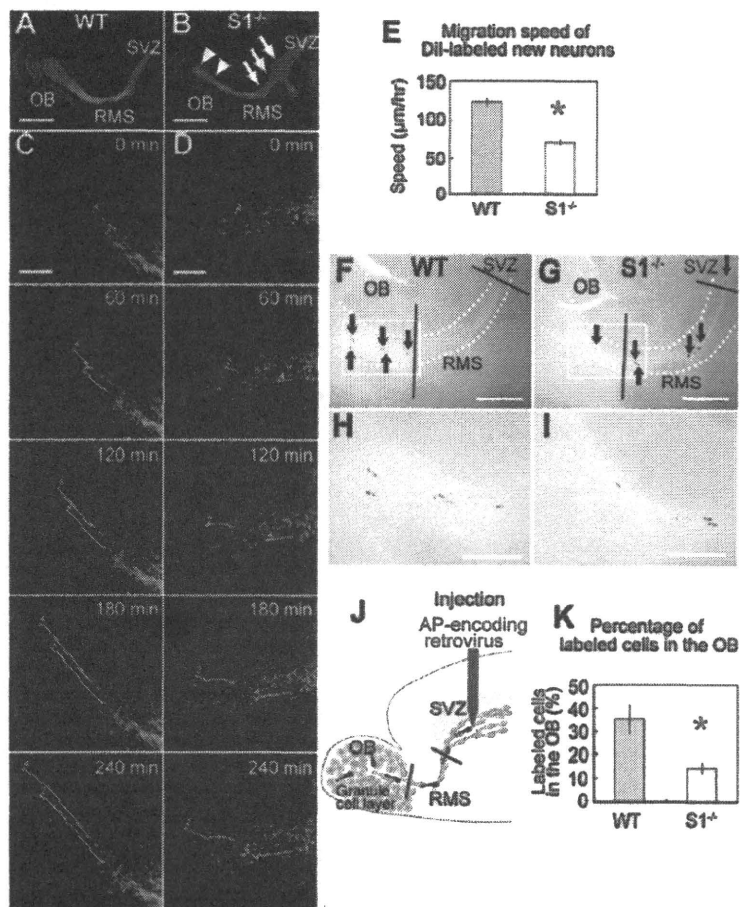 A WT
SVZ
OB
RMS
B S1-/-
SVZ
OB
RMS
C 0 min
D 0 min
60 min
60 min
120 min
120 min
180 min
180 min
240 min
240 min
E Migration speed of
DiI-labeled new neurons
Speed (µm/hr)
150
100
50
0
*
WT S1-/-
F WT
SVZ
OB
RMS
G S1-/-
SVZ
OB
RMS
H
I
J Injection
AP-encoding
retrovirus
SVZ
OB
Granule
cell layer
RMS
K Percentage of
labeled cells in the OB
Labeled cells
in the OB (%)
50
40
30
20
10
0
*
WT S1-/-